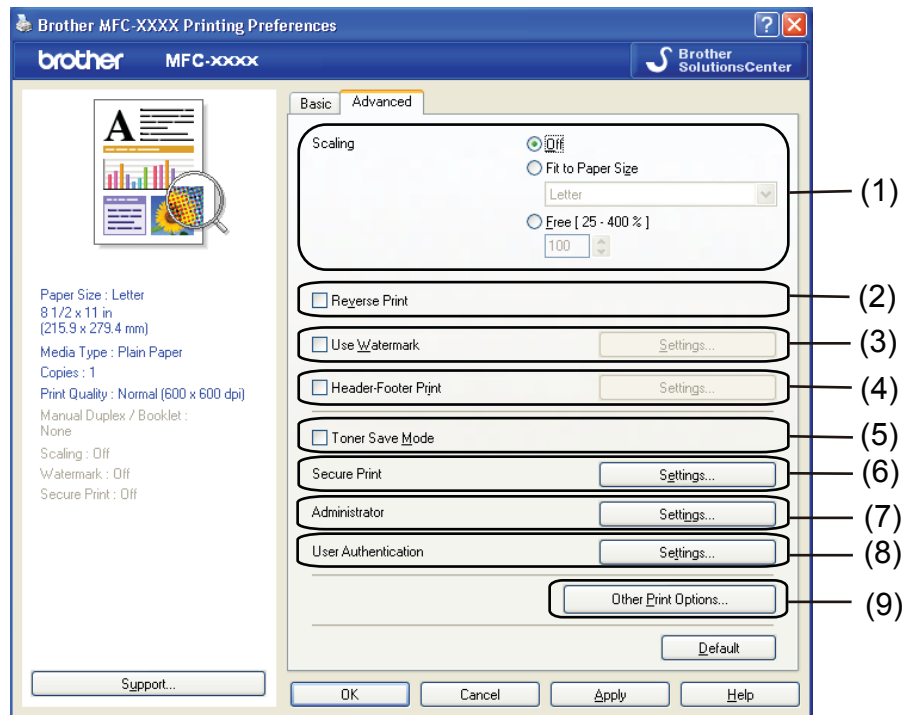 Brother MFC-XXXX Printing Preferences
brother MFC-xxxx
Brother
SolutionsCenter
A
Paper Size : Letter
8 1/2 x 11 in
(215.9 x 279.4 mm)
Media Type : Plain Paper
Copies : 1
Print Quality : Normal (600 x 600 dpi)
Manual Duplex / Booklet :
None
Scaling : Off
Watermark : Off
Secure Print : Off
Support...
Basic Advanced
Scaling
Off
Fit to Paper Size
Letter
Free [ 25 - 400 % ]
100
(1)
Reverse Print (2)
Use Watermark Settings... (3)
Header-Footer Print Settings... (4)
Toner Save Mode (5)
Secure Print Settings... (6)
Administrator Settings... (7)
User Authentication Settings... (8)
Other Print Options... (9)
Default
OK Cancel Apply Help